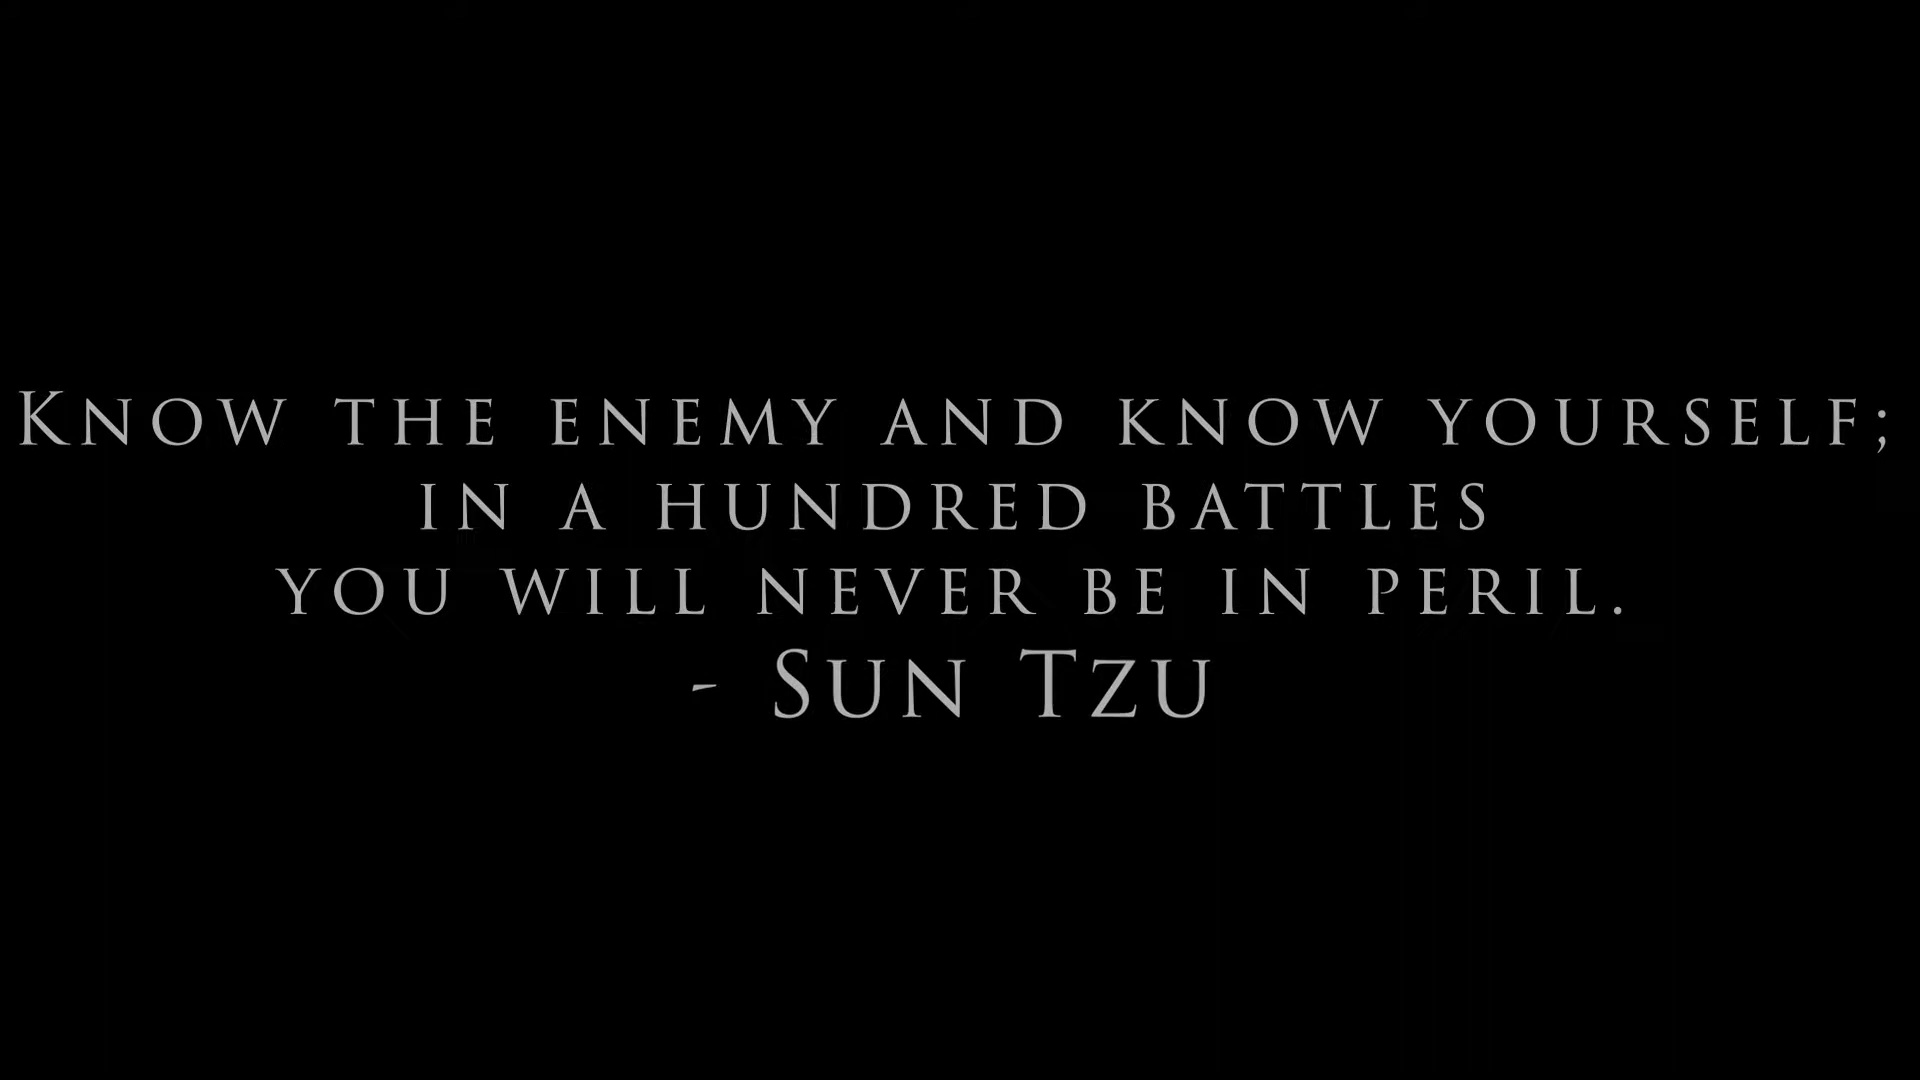 Know the enemy and know yourself;
in a hundred battles
you will never be in peril.
- Sun Tzu